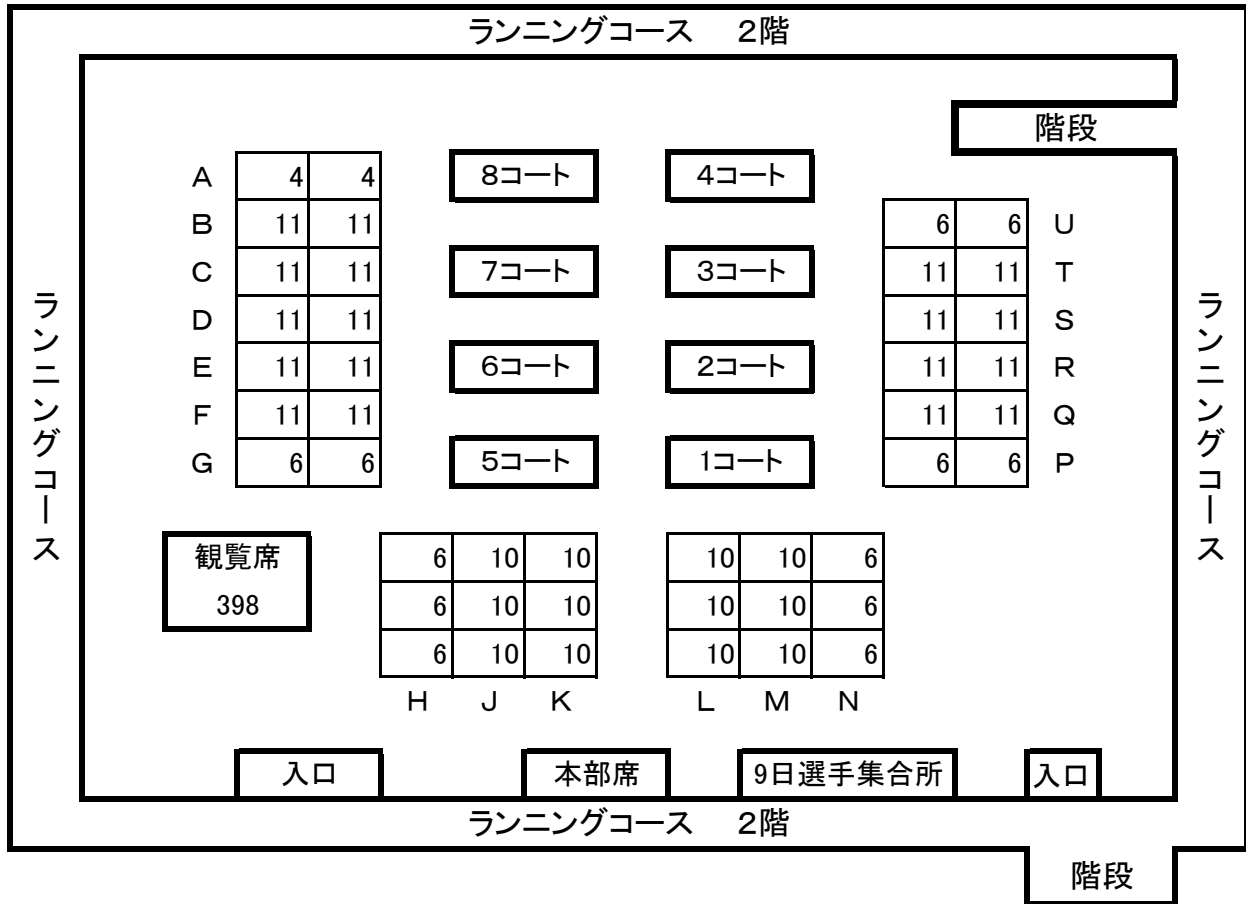 ランニングコース　２階
階段
A 4 4 8コート 4コート
B 11 11 6 6 U
C 11 11 7コート 3コート 11 11 T
D 11 11 11 11 S
E 11 11 6コート 2コート 11 11 R
F 11 11 11 11 Q
G 6 6 5コート 1コート 6 6 P
ランニングコース
ランニングコース
観覧席
398
6 10 10 10 10 6
6 10 10 10 10 6
6 10 10 10 10 6
H J K L M N
入口 本部席 9日選手集合所 入口
ランニングコース　２階
階段